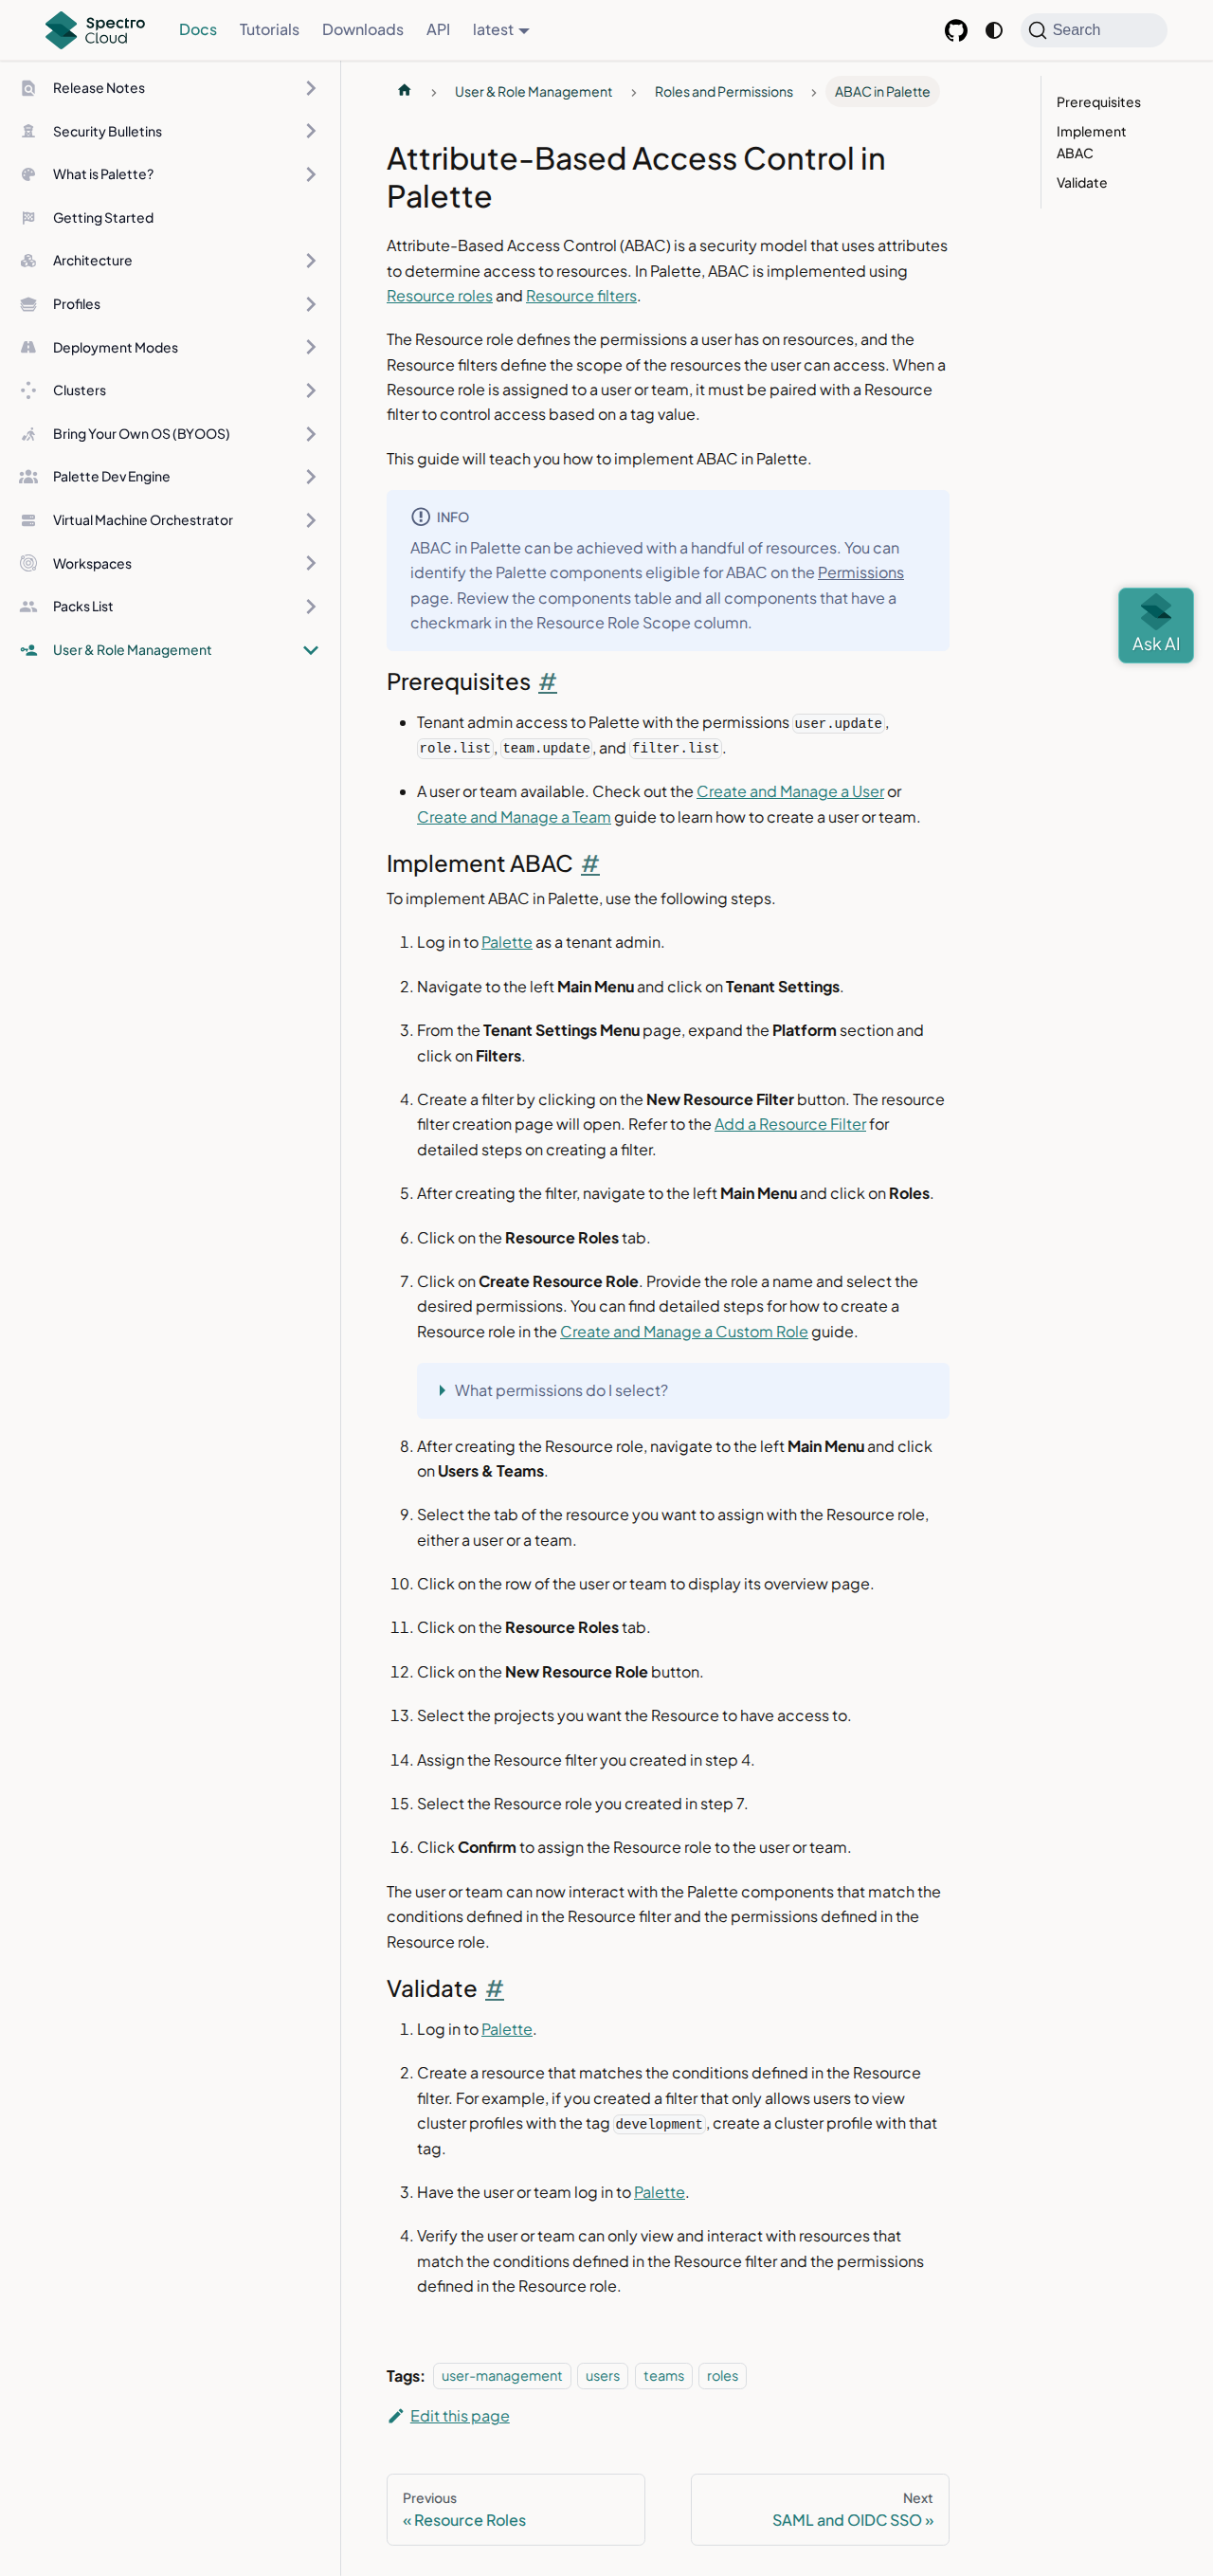 Spectro Cloud
Docs
Tutorials
Downloads
API
latest
Search
Release Notes
Security Bulletins
What is Palette?
Getting Started
Architecture
Profiles
Deployment Modes
Clusters
Bring Your Own OS (BYOOS)
Palette Dev Engine
Virtual Machine Orchestrator
Workspaces
Packs List
User & Role Management
User & Role Management
Roles and Permissions
ABAC in Palette
Attribute-Based Access Control in
Palette
Attribute-Based Access Control (ABAC) is a security model that uses attributes
to determine access to resources. In Palette, ABAC is implemented using
Resource roles and Resource filters.
The Resource role defines the permissions a user has on resources, and the
Resource filters define the scope of the resources the user can access. When a
Resource role is assigned to a user or team, it must be paired with a Resource
filter to control access based on a tag value.
This guide will teach you how to implement ABAC in Palette.
INFO
ABAC in Palette can be achieved with a handful of resources. You can
identify the Palette components eligible for ABAC on the Permissions
page. Review the components table and all components that have a
checkmark in the Resource Role Scope column.
Prerequisites #
Tenant admin access to Palette with the permissions user.update,
role.list, team.update, and filter.list.
A user or team available. Check out the Create and Manage a User or
Create and Manage a Team guide to learn how to create a user or team.
Implement ABAC #
To implement ABAC in Palette, use the following steps.
1. Log in to Palette as a tenant admin.
2. Navigate to the left Main Menu and click on Tenant Settings.
3. From the Tenant Settings Menu page, expand the Platform section and
click on Filters.
4. Create a filter by clicking on the New Resource Filter button. The resource
filter creation page will open. Refer to the Add a Resource Filter for
detailed steps on creating a filter.
5. After creating the filter, navigate to the left Main Menu and click on Roles.
6. Click on the Resource Roles tab.
7. Click on Create Resource Role. Provide the role a name and select the
desired permissions. You can find detailed steps for how to create a
Resource role in the Create and Manage a Custom Role guide.
What permissions do I select?
8. After creating the Resource role, navigate to the left Main Menu and click
on Users & Teams.
9. Select the tab of the resource you want to assign with the Resource role,
either a user or a team.
10. Click on the row of the user or team to display its overview page.
11. Click on the Resource Roles tab.
12. Click on the New Resource Role button.
13. Select the projects you want the Resource to have access to.
14. Assign the Resource filter you created in step 4.
15. Select the Resource role you created in step 7.
16. Click Confirm to assign the Resource role to the user or team.
The user or team can now interact with the Palette components that match the
conditions defined in the Resource filter and the permissions defined in the
Resource role.
Validate #
1. Log in to Palette.
2. Create a resource that matches the conditions defined in the Resource
filter. For example, if you created a filter that only allows users to view
cluster profiles with the tag development, create a cluster profile with that
tag.
3. Have the user or team log in to Palette.
4. Verify the user or team can only view and interact with resources that
match the conditions defined in the Resource filter and the permissions
defined in the Resource role.
Tags: user-management users teams roles
Edit this page
Previous
« Resource Roles
Next
SAML and OIDC SSO »
Prerequisites
Implement
ABAC
Validate
Ask AI